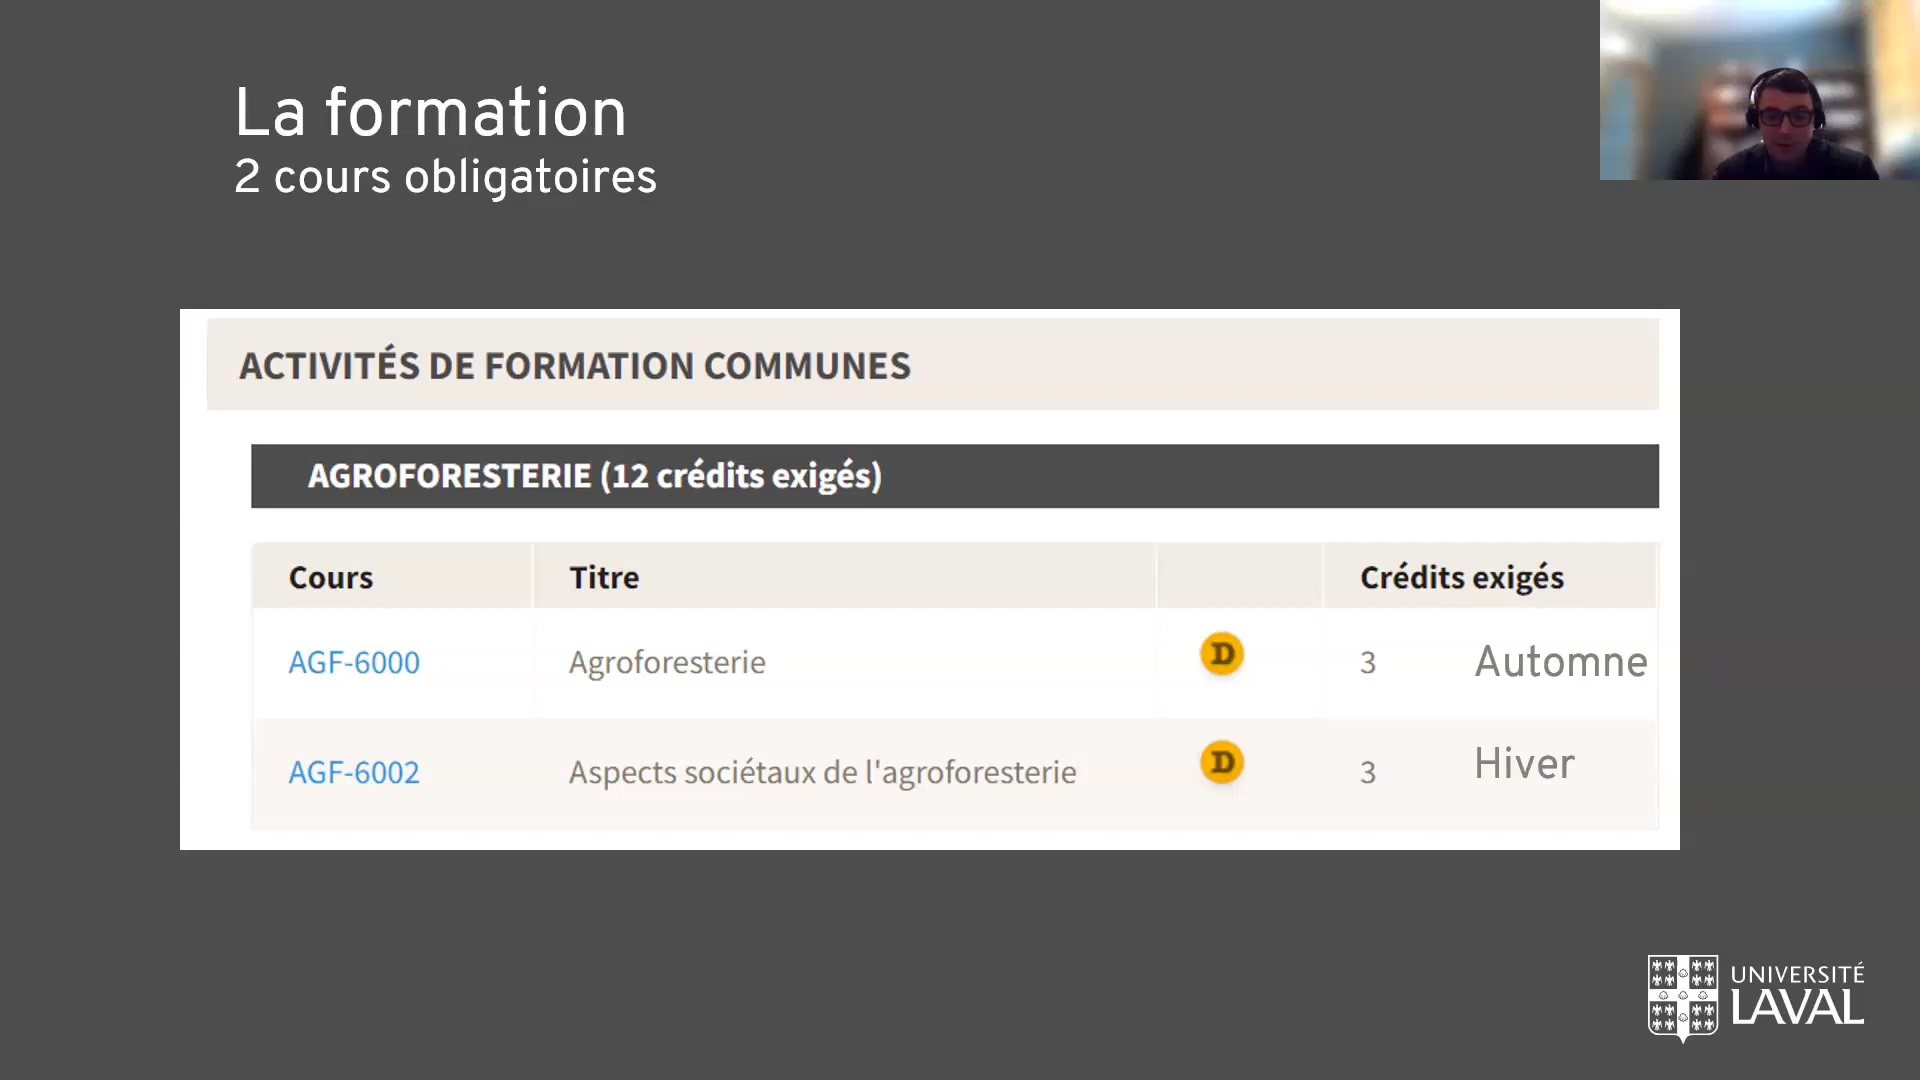 La formation
2 cours obligatoires
ACTIVITÉS DE FORMATION COMMUNES
AGROFORESTERIE (12 crédits exigés)
Cours Titre Crédits exigés
AGF-6000 Agroforesterie D 3 Automne
AGF-6002 Aspects sociétaux de l'agroforesterie D 3 Hiver
UNIVERSITÉ
LAVAL